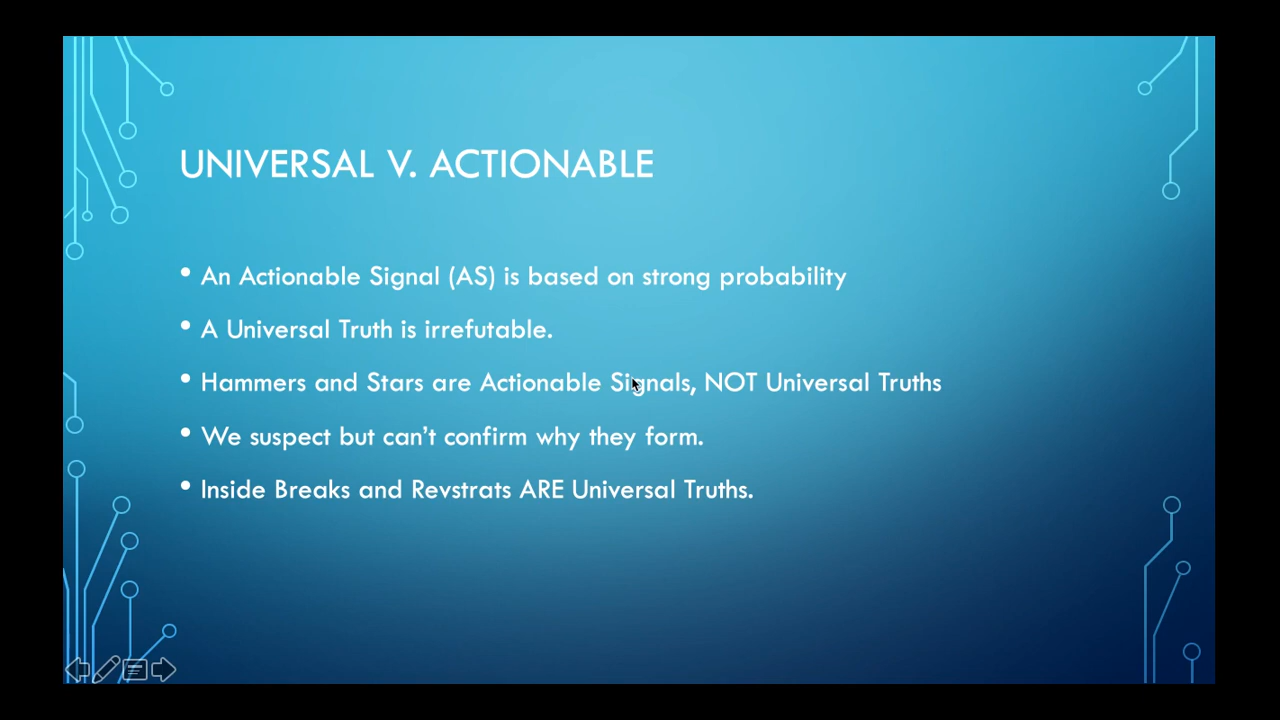 UNIVERSAL V. ACTIONABLE
• An Actionable Signal (AS) is based on strong probability
• A Universal Truth is irrefutable.
• Hammers and Stars are Actionable Signals, NOT Universal Truths
• We suspect but can't confirm why they form.
• Inside Breaks and Revstrats ARE Universal Truths.